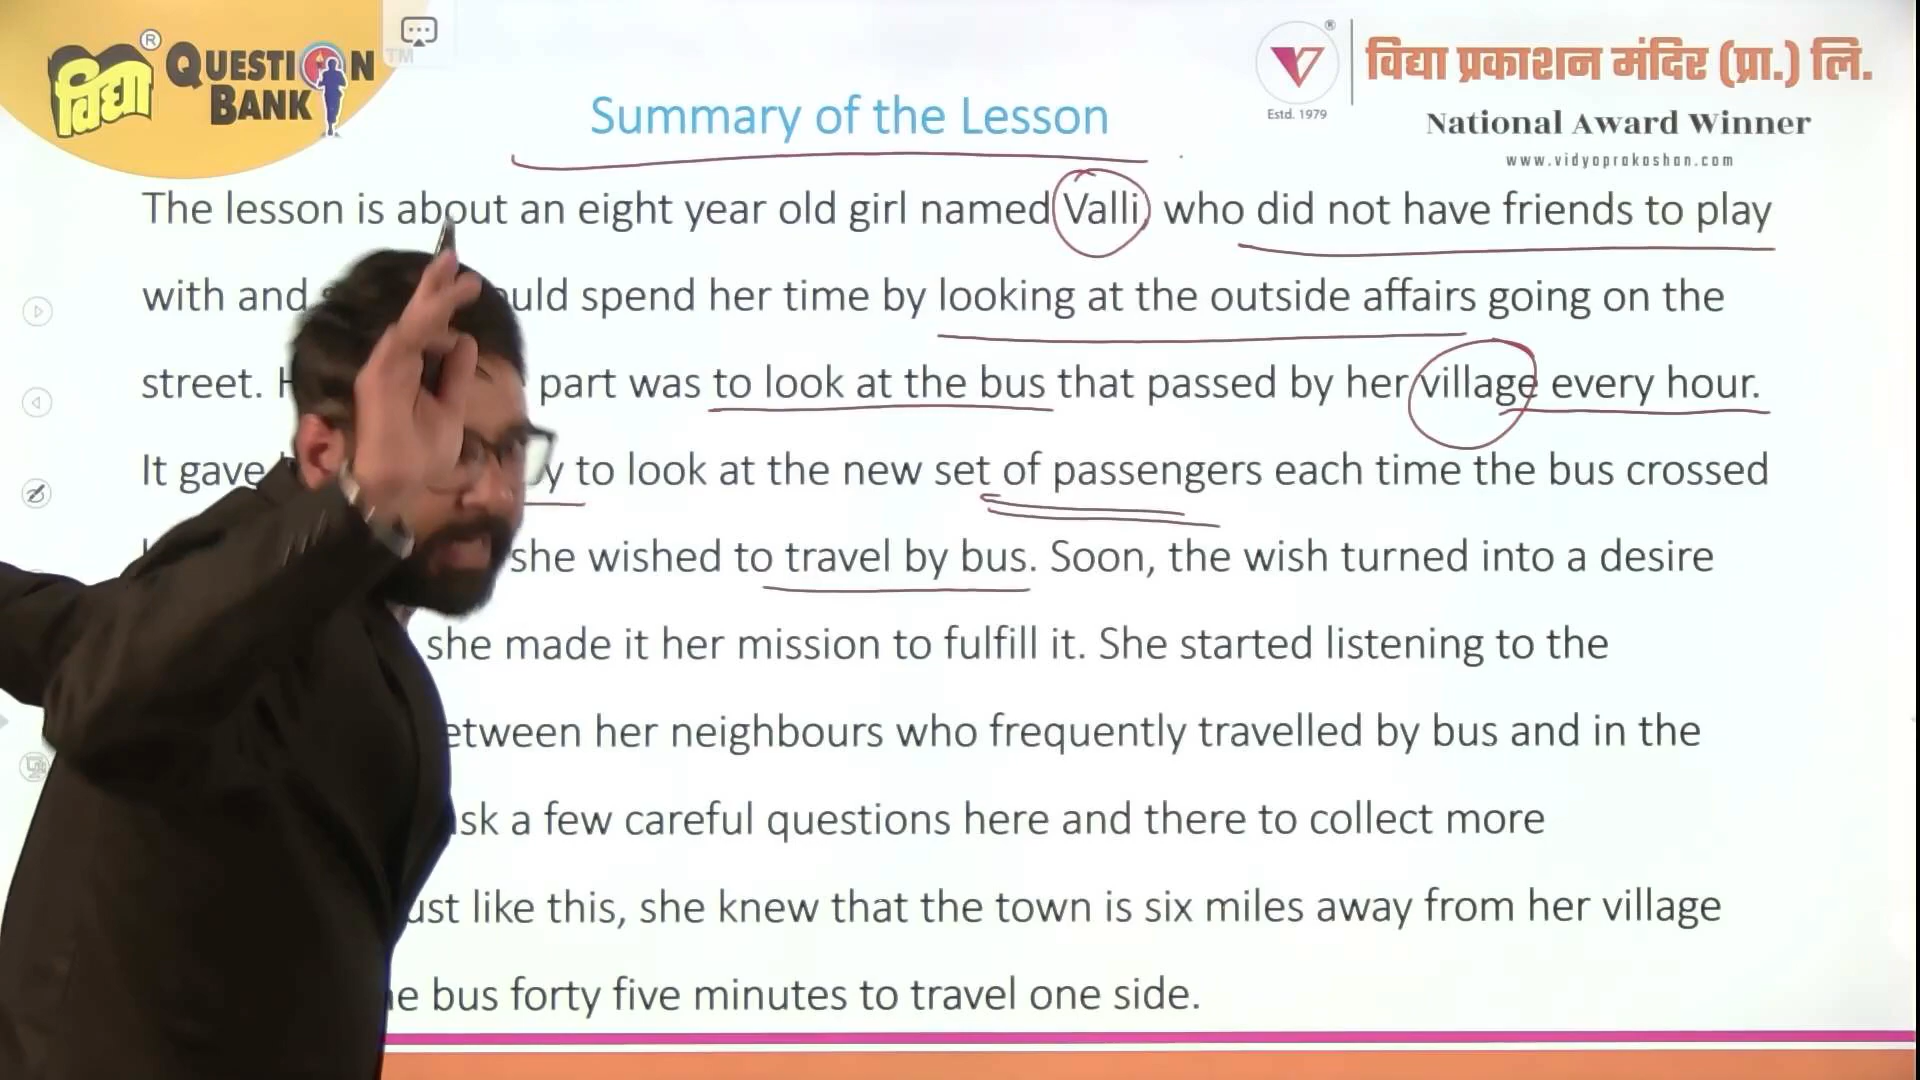 विद्या ®
QUESTION
BANK
TM
Summary of the Lesson
®
Estd. 1979
विद्या प्रकाशन मंदिर (प्रा.) लि.
National Award Winner
www.vidyaprakashan.com
The lesson is about an eight year old girl named Valli, who did not have friends to play
with and spend her time by looking at the outside affairs going on the
street. part was to look at the bus that passed by her village every hour.
It gave to look at the new set of passengers each time the bus crossed
she wished to travel by bus. Soon, the wish turned into a desire
she made it her mission to fulfill it. She started listening to the
between her neighbours who frequently travelled by bus and in the
ask a few careful questions here and there to collect more
Just like this, she knew that the town is six miles away from her village
bus forty five minutes to travel one side.